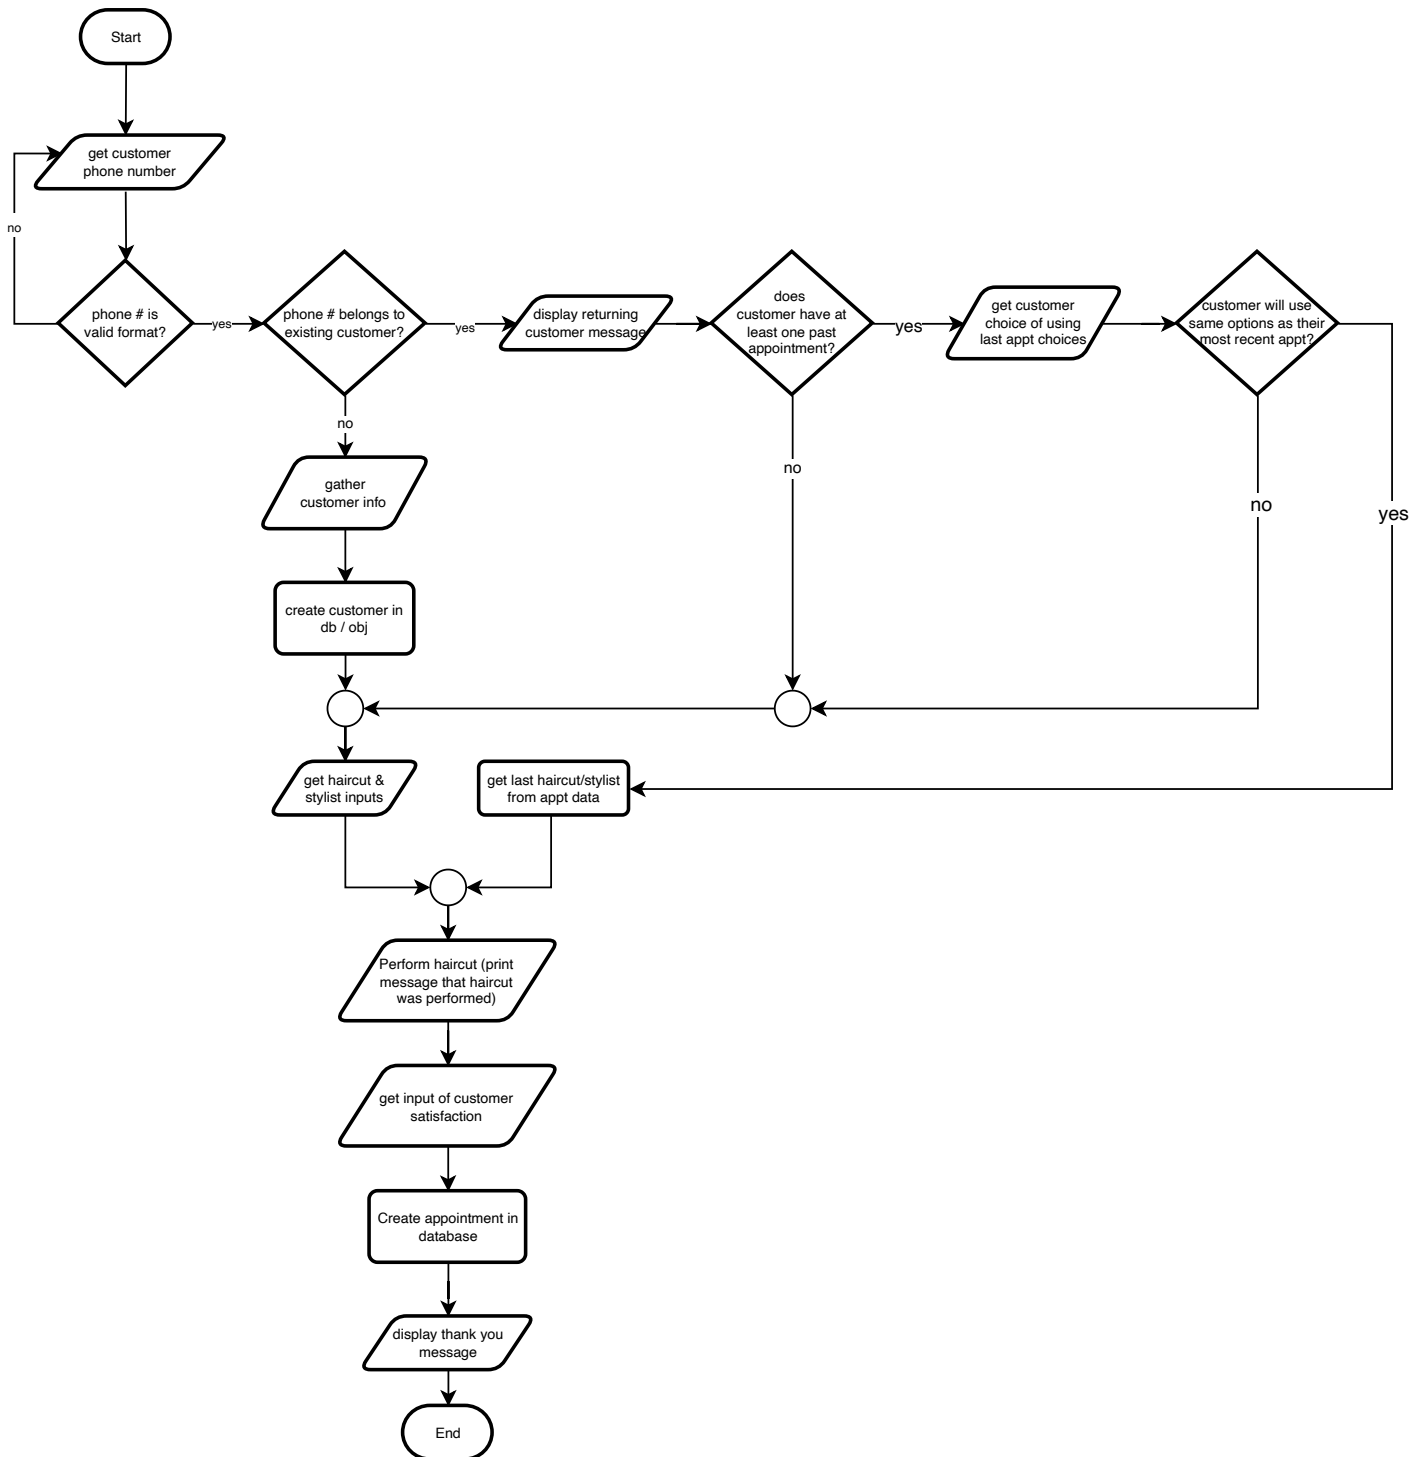 Start
get customer
phone number
no
phone # is
valid format?
yes
phone # belongs to
existing customer?
yes
display returning
customer message
does
customer have at
least one past
appointment?
yes
get customer
choice of using
last appt choices
customer will use
same options as their
most recent appt?
no
gather
customer info
no
no
yes
create customer in
db / obj
get haircut &
stylist inputs
get last haircut/stylist
from appt data
Perform haircut (print
message that haircut
was performed)
get input of customer
satisfaction
Create appointment in
database
display thank you
message
End